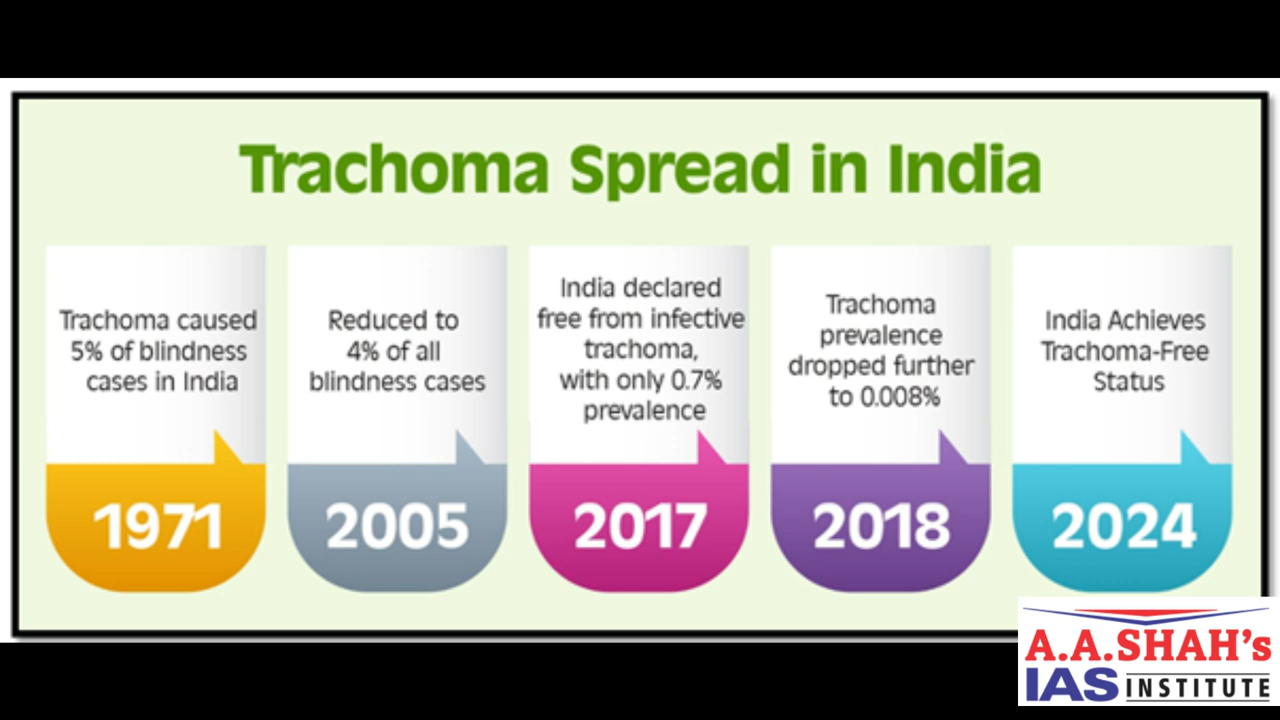 Trachoma Spread in India
Trachoma caused
5% of blindness
cases in India
1971
Reduced to
4% of all
blindness cases
2005
India declared
free from infective
trachoma,
with only 0.7%
prevalence
2017
Trachoma
prevalence
dropped further
to 0.008%
2018
India Achieves
Trachoma-Free
Status
2024
A.A.SHAH's
IAS INSTITUTE